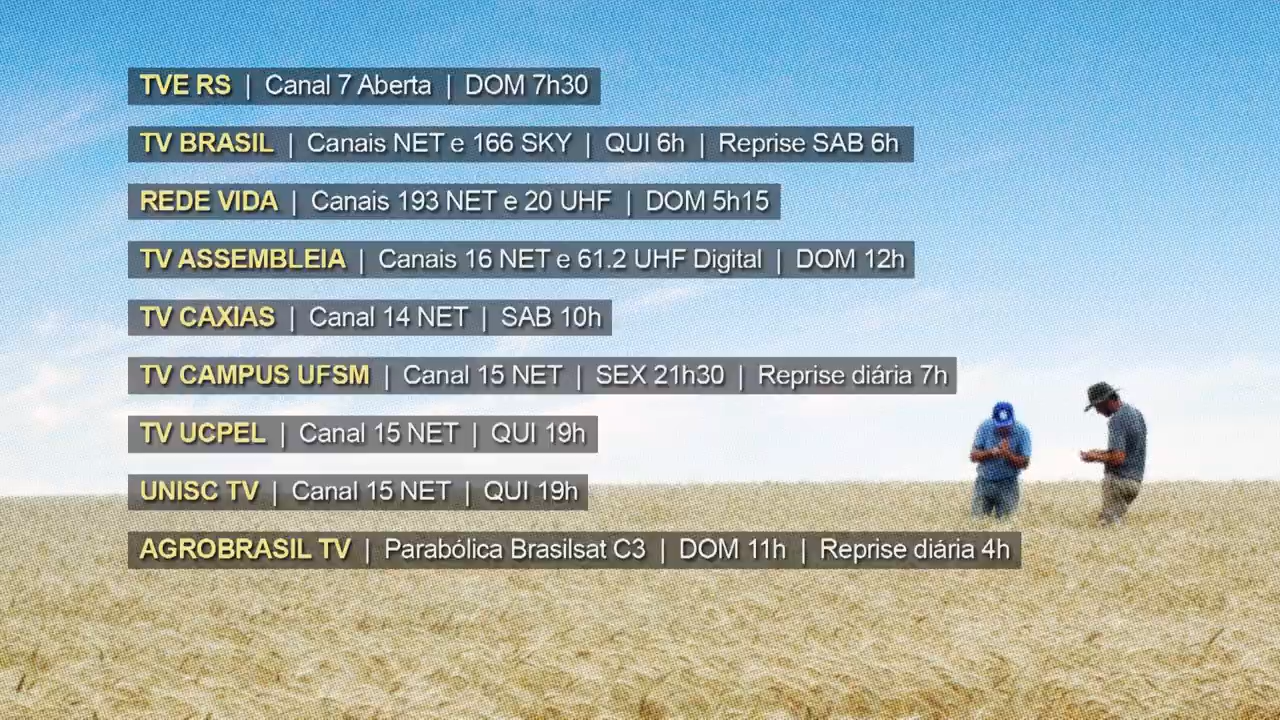 TVE RS | Canal 7 Aberta | DOM 7h30
TV BRASIL | Canais NET e 166 SKY | QUI 6h | Reprise SAB 6h
REDE VIDA | Canais 193 NET e 20 UHF | DOM 5h15
TV ASSEMBLEIA | Canais 16 NET e 61.2 UHF Digital | DOM 12h
TV CAXIAS | Canal 14 NET | SAB 10h
TV CAMPUS UFSM | Canal 15 NET | SEX 21h30 | Reprise diária 7h
TV UCPEL | Canal 15 NET | QUI 19h
UNISC TV | Canal 15 NET | QUI 19h
AGROBRASIL TV | Parabólica Brasilsat C3 | DOM 11h | Reprise diária 4h